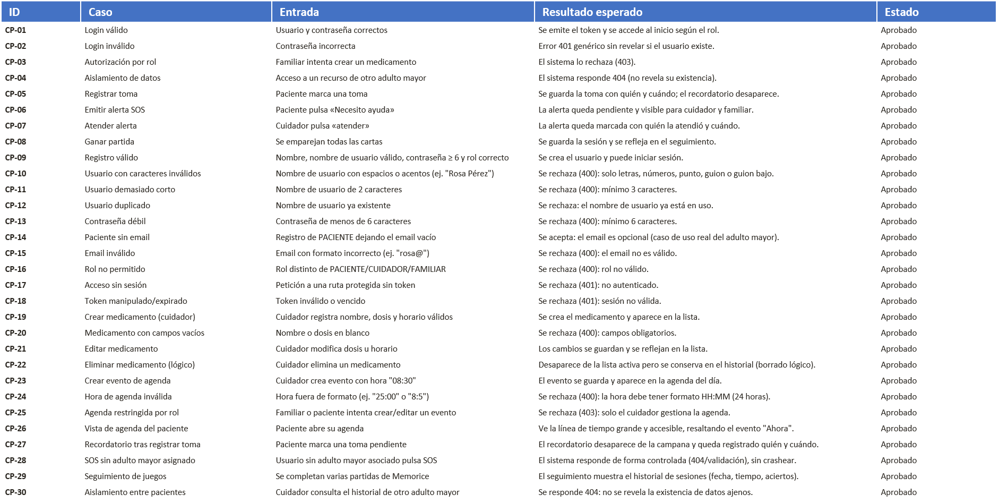 ID Caso Entrada Resultado esperado Estado
CP-01 Login válido Usuario y contraseña correctos Se emite el token y se accede al inicio según el rol. Aprobado
CP-02 Login inválido Contraseña incorrecta Error 401 genérico sin revelar si el usuario existe. Aprobado
CP-03 Autorización por rol Familiar intenta crear un medicamento El sistema lo rechaza (403). Aprobado
CP-04 Aislamiento de datos Acceso a un recurso de otro adulto mayor El sistema responde 404 (no revela su existencia). Aprobado
CP-05 Registrar toma Paciente marca una toma Se guarda la toma con quién y cuándo; el recordatorio desaparece. Aprobado
CP-06 Emitir alerta SOS Paciente pulsa «Necesito ayuda» La alerta queda pendiente y visible para cuidador y familiar. Aprobado
CP-07 Atender alerta Cuidador pulsa «atender» La alerta queda marcada con quién la atendió y cuándo. Aprobado
CP-08 Ganar partida Se emparejan todas las cartas Se guarda la sesión y se refleja en el seguimiento. Aprobado
CP-09 Registro válido Nombre, nombre de usuario válido, contraseña ≥ 6 y rol correcto Se crea el usuario y puede iniciar sesión. Aprobado
CP-10 Usuario con caracteres inválidos Nombre de usuario con espacios o acentos (ej. "Rosa Pérez") Se rechaza (400): solo letras, números, punto, guion o guion bajo. Aprobado
CP-11 Usuario demasiado corto Nombre de usuario de 2 caracteres Se rechaza (400): mínimo 3 caracteres. Aprobado
CP-12 Usuario duplicado Nombre de usuario ya existente Se rechaza: el nombre de usuario ya está en uso. Aprobado
CP-13 Contraseña débil Contraseña de menos de 6 caracteres Se rechaza (400): mínimo 6 caracteres. Aprobado
CP-14 Paciente sin email Registro de PACIENTE dejando el email vacío Se acepta: el email es opcional (caso de uso real del adulto mayor). Aprobado
CP-15 Email inválido Email con formato incorrecto (ej. "rosa@") Se rechaza (400): el email no es válido. Aprobado
CP-16 Rol no permitido Rol distinto de PACIENTE/CUIDADOR/FAMILIAR Se rechaza (400): rol no válido. Aprobado
CP-17 Acceso sin sesión Petición a una ruta protegida sin token Se rechaza (401): no autenticado. Aprobado
CP-18 Token manipulado/expirado Token inválido o vencido Se rechaza (401): sesión no válida. Aprobado
CP-19 Crear medicamento (cuidador) Cuidador registra nombre, dosis y horario válidos Se crea el medicamento y aparece en la lista. Aprobado
CP-20 Medicamento con campos vacíos Nombre o dosis en blanco Se rechaza (400): campos obligatorios. Aprobado
CP-21 Editar medicamento Cuidador modifica dosis u horario Los cambios se guardan y se reflejan en la lista. Aprobado
CP-22 Eliminar medicamento (lógico) Cuidador elimina un medicamento Desaparece de la lista activa pero se conserva en el historial (borrado lógico). Aprobado
CP-23 Crear evento de agenda Cuidador crea evento con hora "08:30" El evento se guarda y aparece en la agenda del día. Aprobado
CP-24 Hora de agenda inválida Hora fuera de formato (ej. "25:00" o "8:5") Se rechaza (400): la hora debe tener formato HH:MM (24 horas). Aprobado
CP-25 Agenda restringida por rol Familiar o paciente intenta crear/editar un evento Se rechaza (403): solo el cuidador gestiona la agenda. Aprobado
CP-26 Vista de agenda del paciente Paciente abre su agenda Ve la línea de tiempo grande y accesible, resaltando el evento "Ahora". Aprobado
CP-27 Recordatorio tras registrar toma Paciente marca una toma pendiente El recordatorio desaparece de la campana y queda registrado quién y cuándo. Aprobado
CP-28 SOS sin adulto mayor asignado Usuario sin adulto mayor asociado pulsa SOS El sistema responde de forma controlada (404/validación), sin crashear. Aprobado
CP-29 Seguimiento de juegos Se completan varias partidas de Memorice El seguimiento muestra el historial de sesiones (fecha, tiempo, aciertos). Aprobado
CP-30 Aislamiento entre pacientes Cuidador consulta el historial de otro adulto mayor Se responde 404: no se revela la existencia de datos ajenos. Aprobado